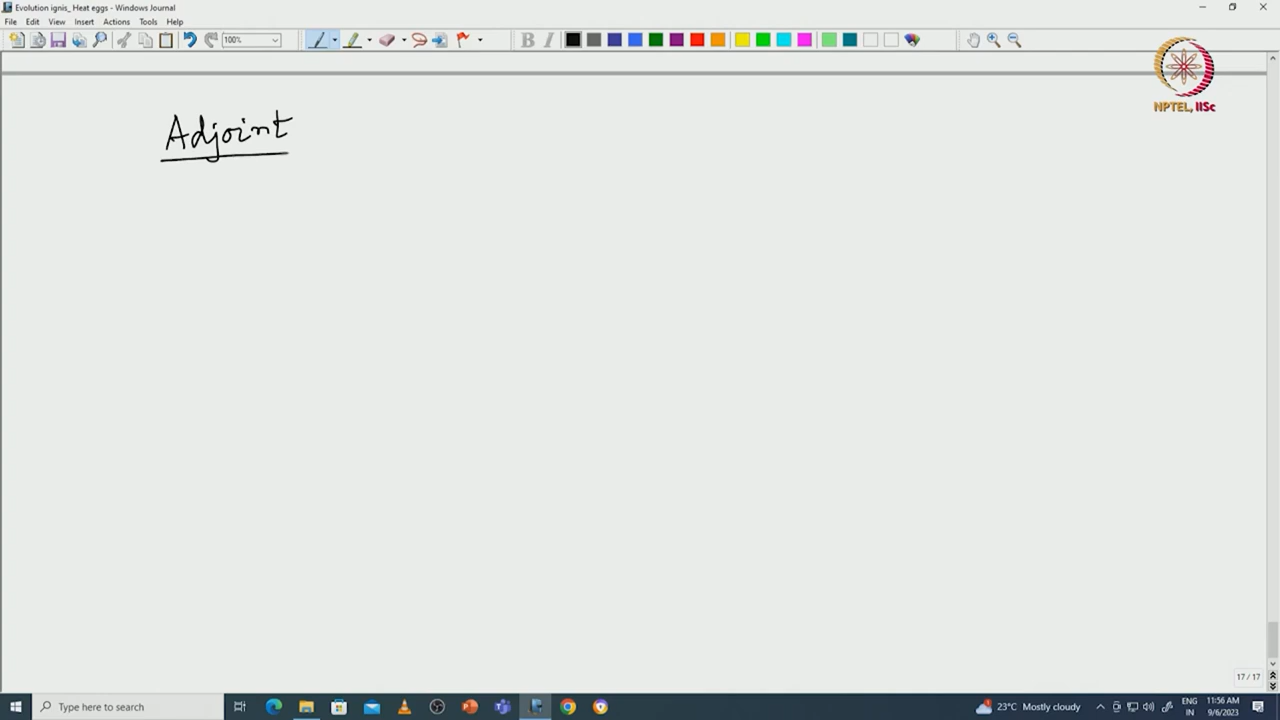 Evolution ignis_ Heat eggs - Windows Journal
File Edit View Insert Actions Tools Help
100%
B I
NPTEL, IISc
Adjoint
17 / 17
Type here to search
23°C Mostly cloudy
ENG
IN
11:56 AM
9/6/2023